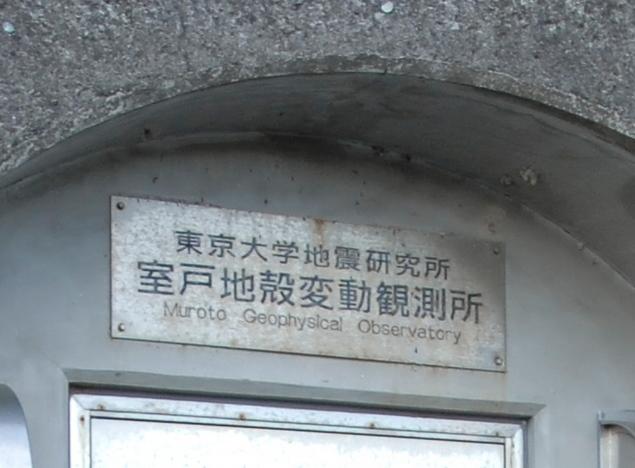 東京大学地震研究所
室戸地殻変動観測所
Muroto Geophysical Observatory